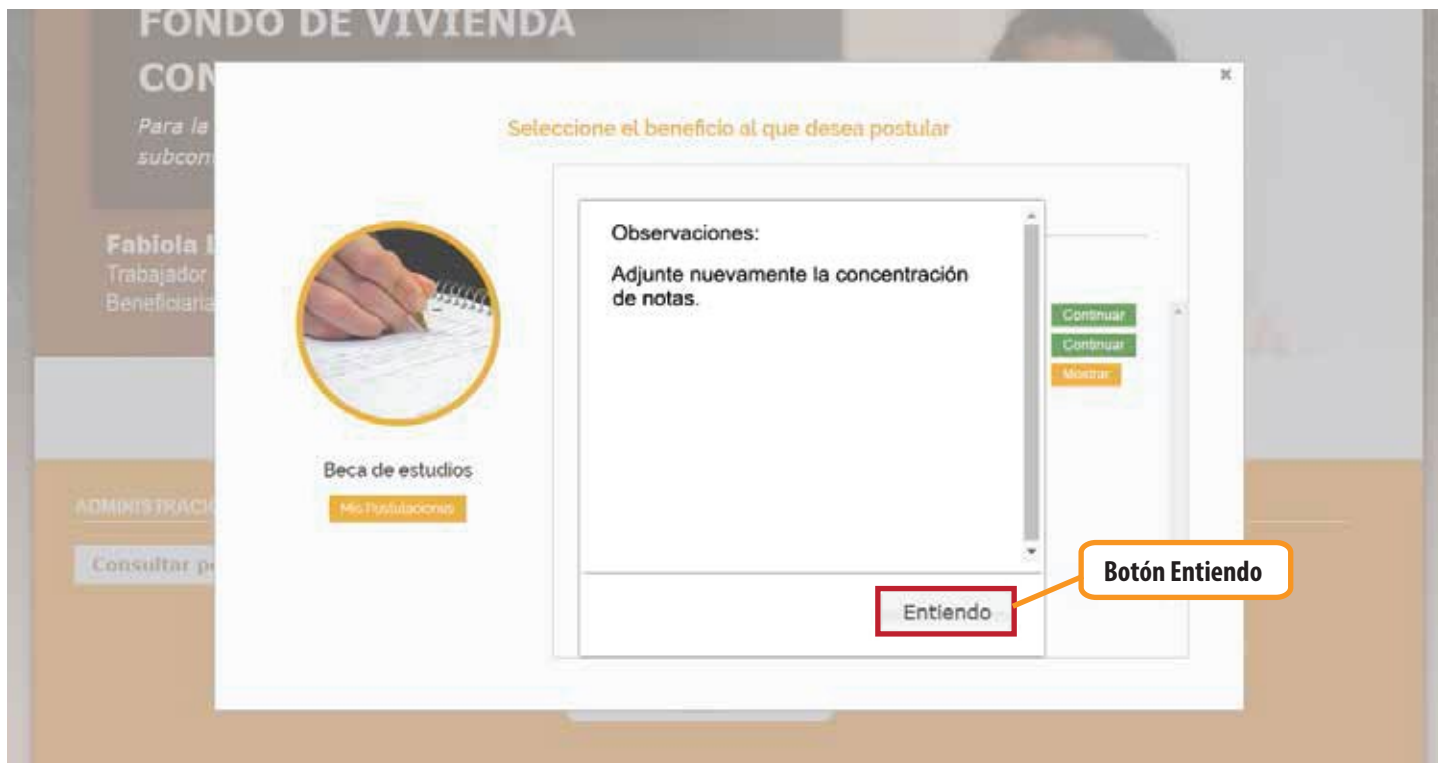 FONDO DE VIVIENDA
CON
Para la
subcon
Fabiola
Trabajador
Beneficiaria
Seleccione el beneficio al que desea postular
Observaciones:
Adjunte nuevamente la concentración
de notas.
Continuar
Continuar
Mostrar
Beca de estudios
Mis Postulaciones
ADMINISTRACIÓ
Consultar p
Entiendo
Botón Entiendo